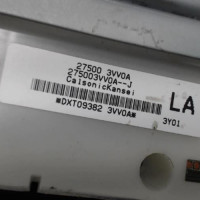 27500 3VV0A
275003VV0A--J
CalsonicKansei
LA
*DXT09382 3VV0A*
3Y01